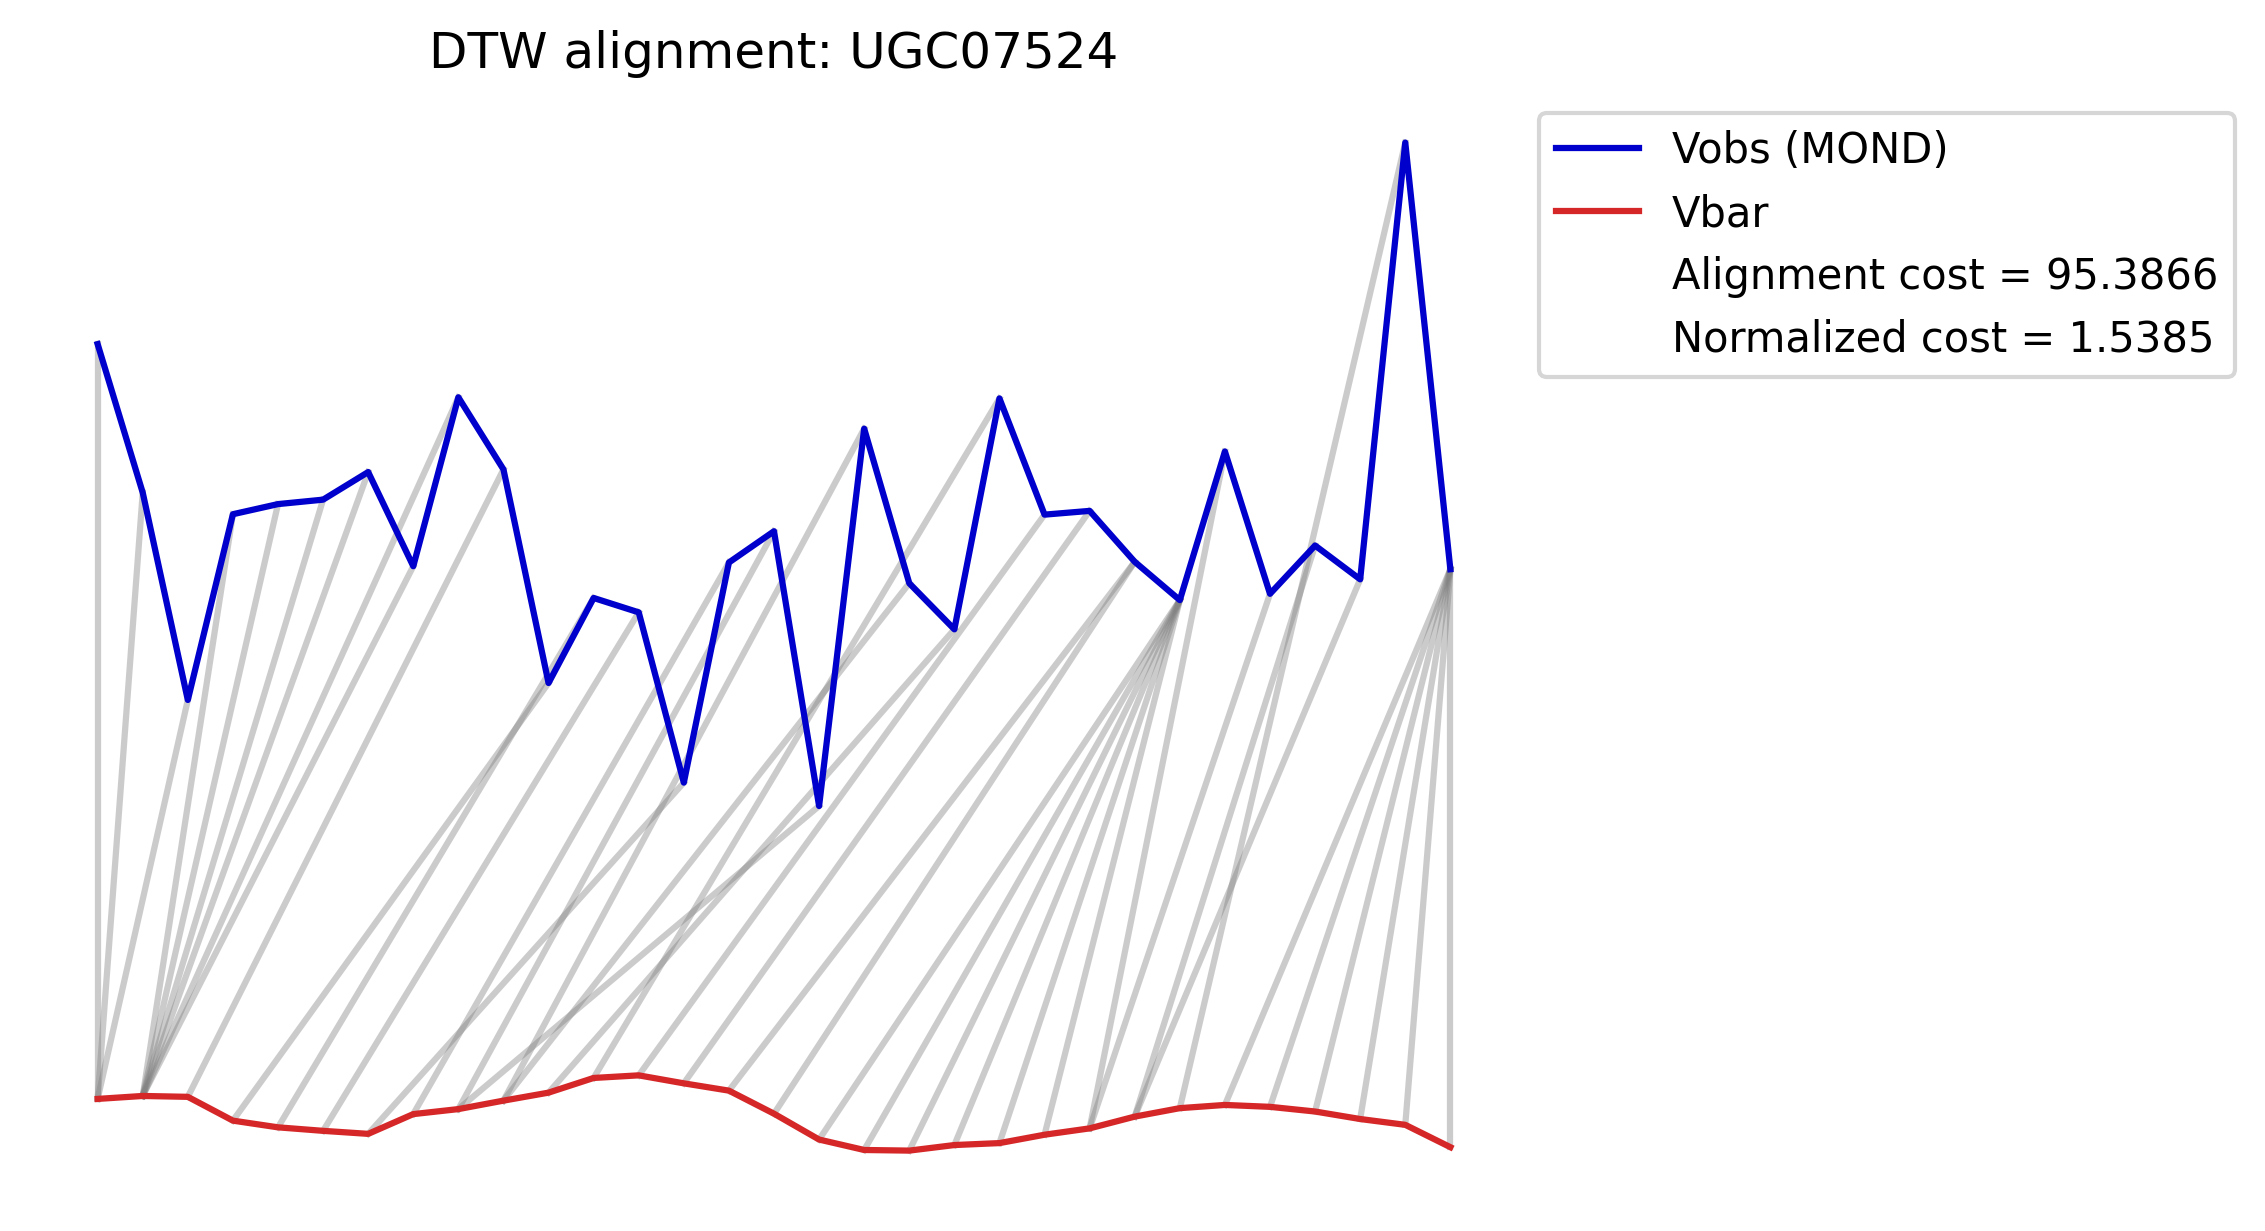 DTW alignment: UGC07524
Vobs (MOND)
Vbar
Alignment cost = 95.3866
Normalized cost = 1.5385